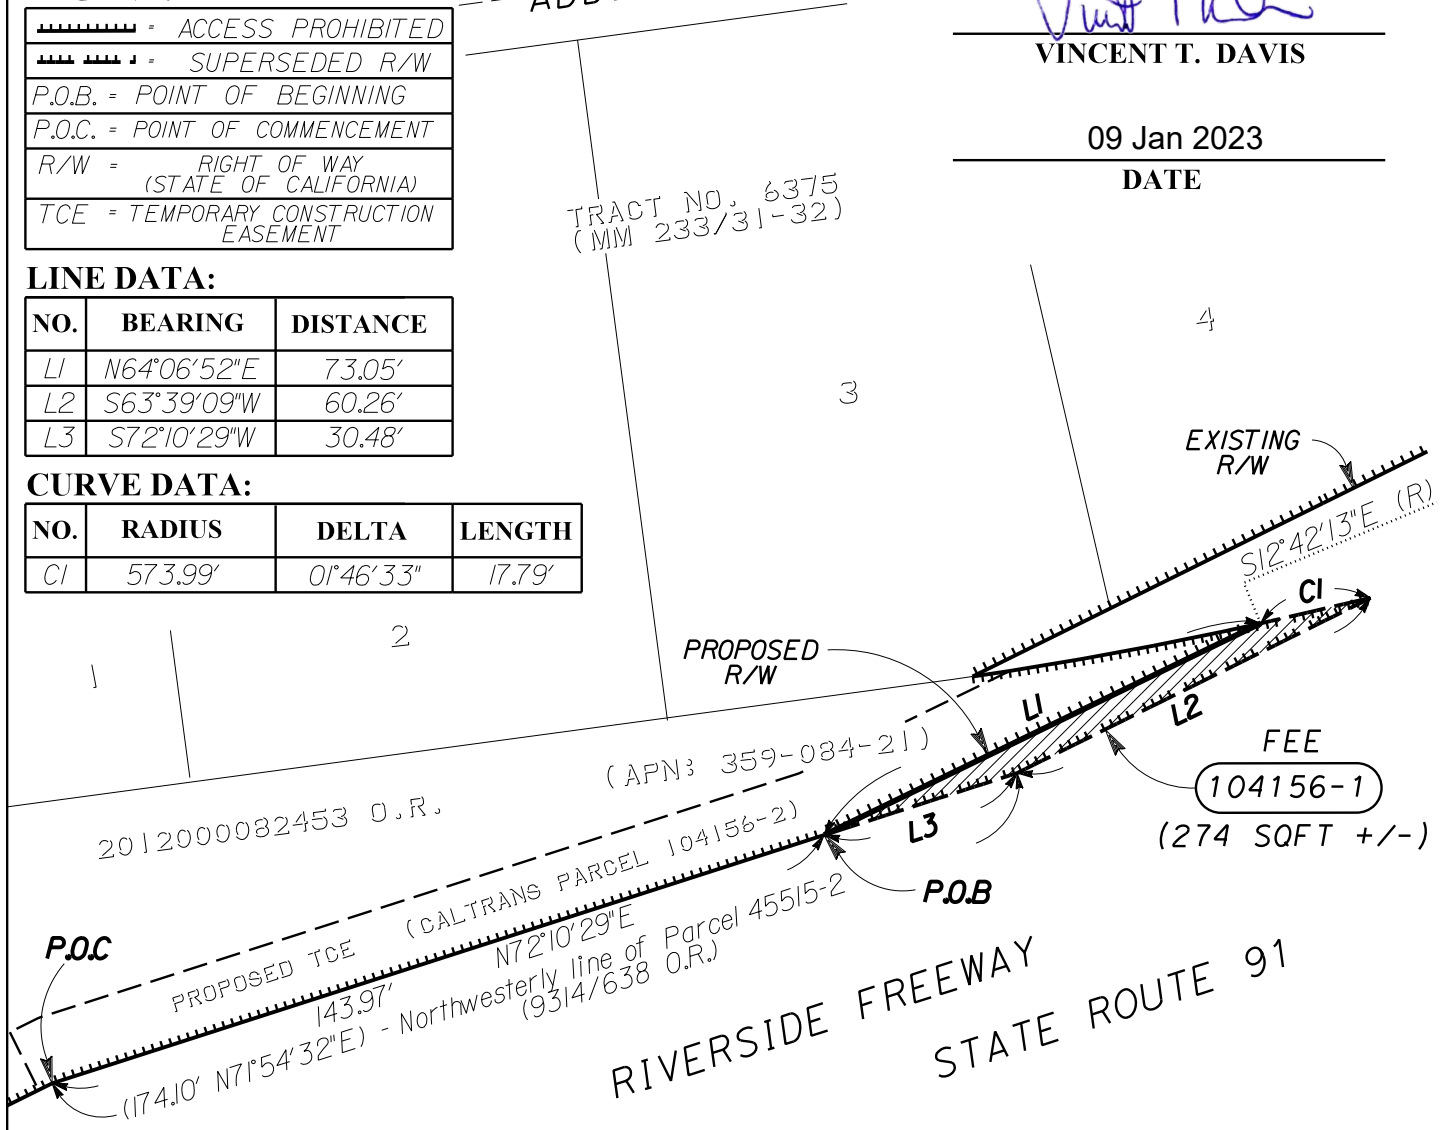 = ACCESS PROHIBITED
= SUPERSEDED R/W
P.O.B. = POINT OF BEGINNING
P.O.C. = POINT OF COMMENCEMENT
R/W = RIGHT OF WAY
(STATE OF CALIFORNIA)
TCE = TEMPORARY CONSTRUCTION
EASEMENT
VINCENT T. DAVIS
09 Jan 2023
DATE
LINE DATA:
NO. BEARING DISTANCE
L1 N64°06'52"E 73.05'
L2 S63°39'09"W 60.26'
L3 S72°10'29"W 30.48'
CURVE DATA:
NO. RADIUS DELTA LENGTH
C1 573.99' 01°46'33" 17.79'
TRACT NO. 6375
(MM 233/31-32)
4
3
2
1
EXISTING
R/W
S12°42'13"E (R)
C1
PROPOSED
R/W
L1
L2
L3
FEE
104156-1
(274 SQFT +/-)
(APN: 359-084-21)
2012000082453 O.R.
P.O.B
P.O.C
PROPOSED TCE (CALTRANS PARCEL 104156-2)
N72°10'29"E
143.97'
(174.10' N71°54'32"E) - Northwesterly line of Parcel 45515-2
(9314/638 O.R.)
RIVERSIDE FREEWAY
STATE ROUTE 91